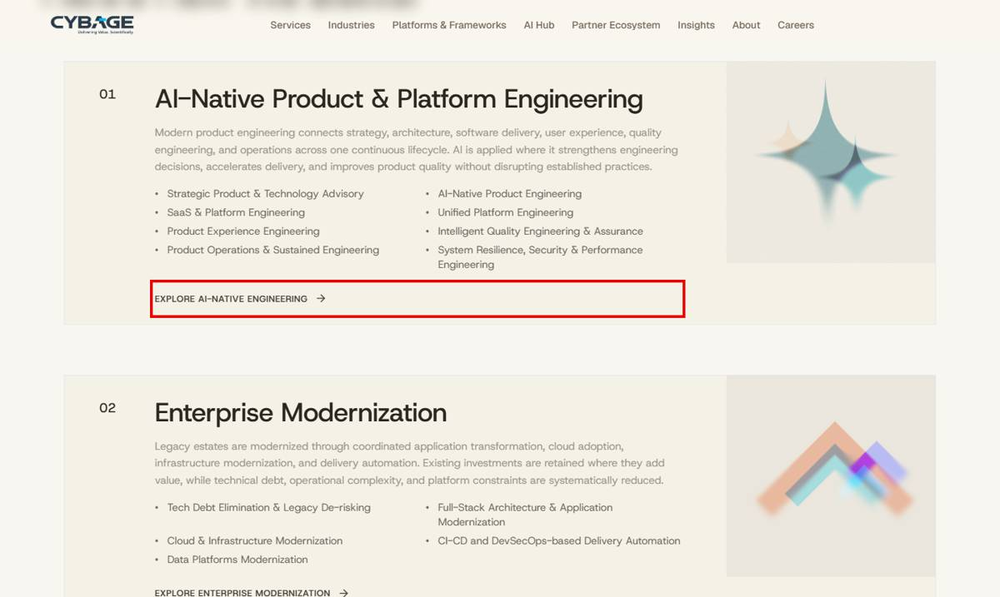 CYBAGE
Delivering Value. Scientifically.
Services Industries Platforms & Frameworks AI Hub Partner Ecosystem Insights About Careers
01
AI-Native Product & Platform Engineering
Modern product engineering connects strategy, architecture, software delivery, user experience, quality
engineering, and operations across one continuous lifecycle. AI is applied where it strengthens engineering
decisions, accelerates delivery, and improves product quality without disrupting established practices.
• Strategic Product & Technology Advisory
• AI-Native Product Engineering
• SaaS & Platform Engineering
• Unified Platform Engineering
• Product Experience Engineering
• Intelligent Quality Engineering & Assurance
• Product Operations & Sustained Engineering
• System Resilience, Security & Performance
Engineering
EXPLORE AI-NATIVE ENGINEERING →
02
Enterprise Modernization
Legacy estates are modernized through coordinated application transformation, cloud adoption,
infrastructure modernization, and delivery automation. Existing investments are retained where they add
value, while technical debt, operational complexity, and platform constraints are systematically reduced.
• Tech Debt Elimination & Legacy De-risking
• Full-Stack Architecture & Application
Modernization
• Cloud & Infrastructure Modernization
• CI-CD and DevSecOps-based Delivery Automation
• Data Platforms Modernization
EXPLORE ENTERPRISE MODERNIZATION →